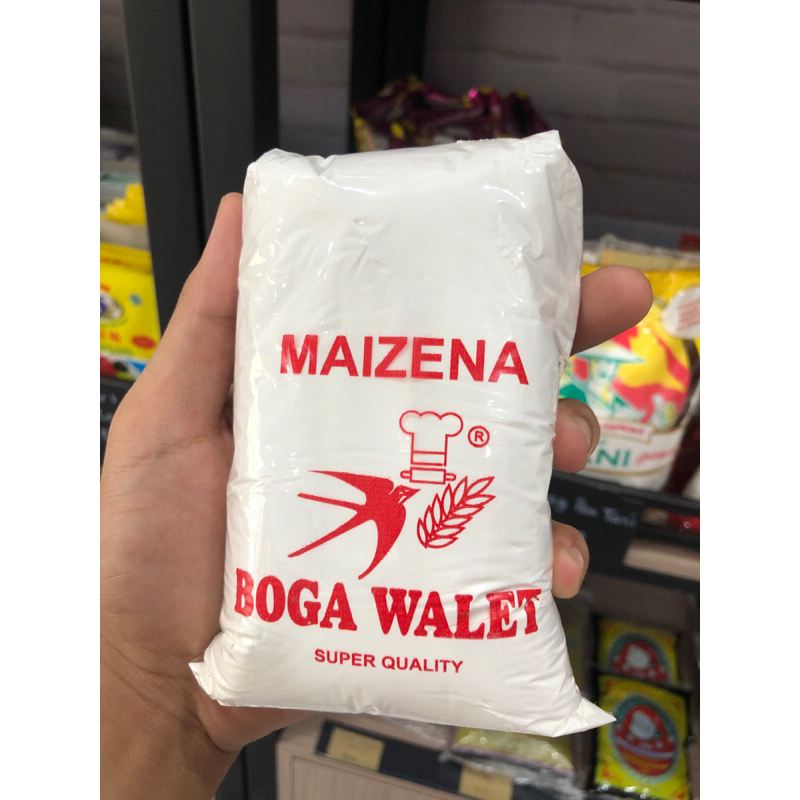 MAIZENA
®
BOGA WALET
SUPER QUALITY